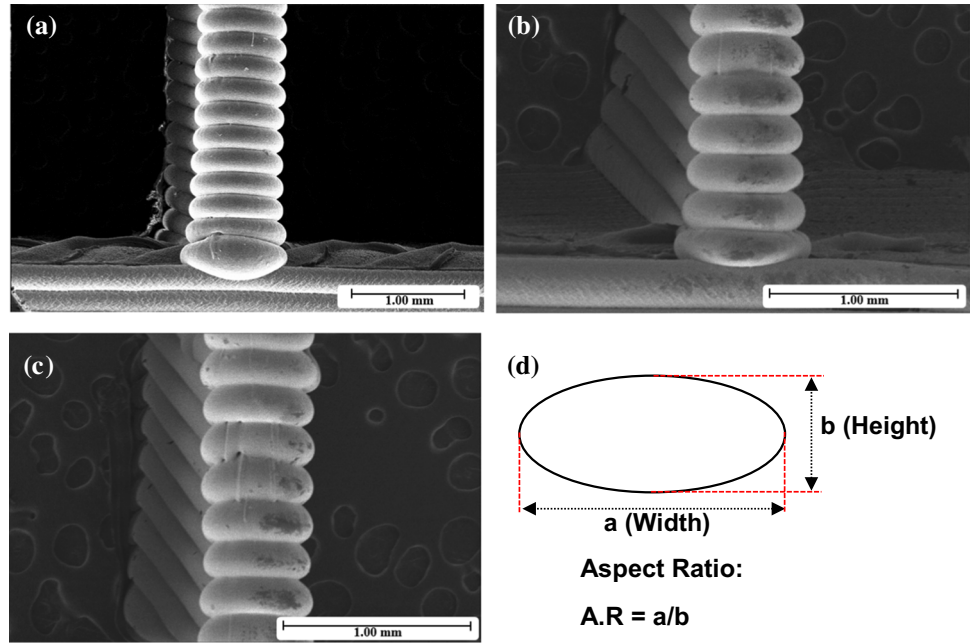 (a)
1.00 mm
(b)
1.00 mm
(c)
1.00 mm
(d)
b (Height)
a (Width)
Aspect Ratio:
A.R = a/b